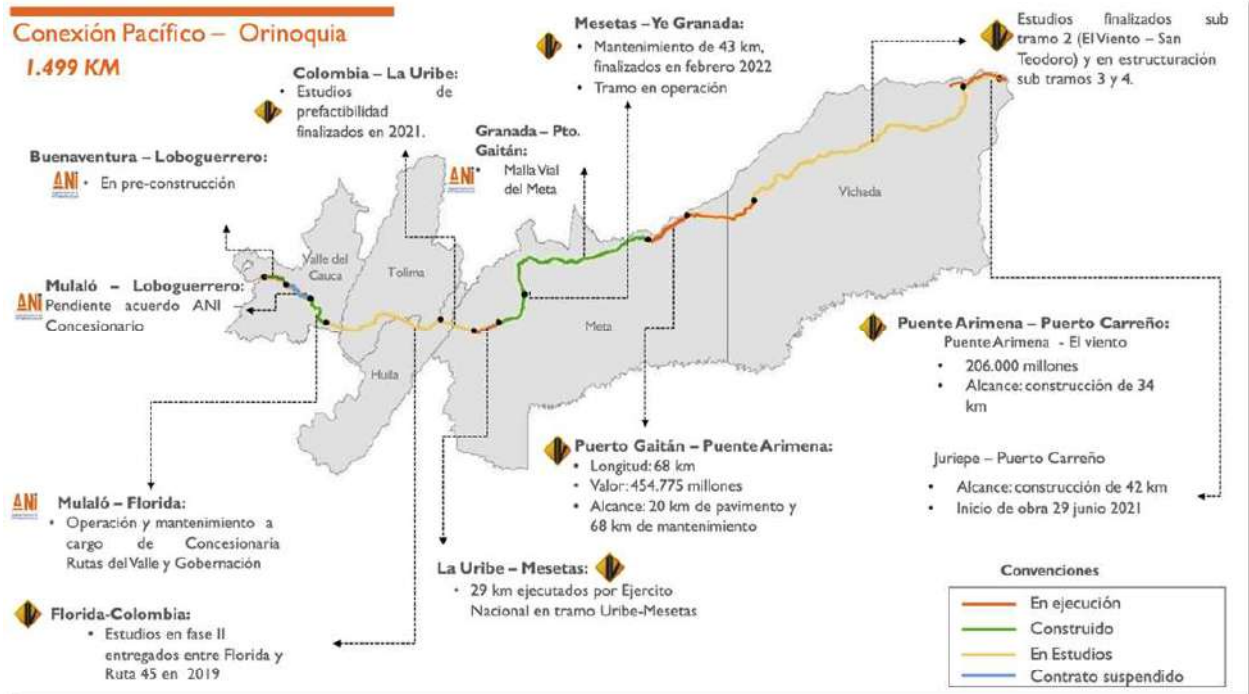 Conexión Pacífico – Orinoquia
1.499 KM
Colombia – La Uribe:
• Estudios de
prefactibilidad
finalizados en 2021.
Mesetas – Ye Granada:
• Mantenimiento de 43 km,
finalizados en febrero 2022
• Tramo en operación
Estudios finalizados sub
tramo 2 (El Viento – San
Teodoro) y en estructuración
sub tramos 3 y 4.
Buenaventura – Loboguerrero:
ANI • En pre-construcción
Granada – Pto.
Gaitán:
ANI • Malla Vial
del Meta
Mulaló – Loboguerrero:
ANI Pendiente acuerdo ANI –
Concesionario
Valle del
Cauca
Tolima
Huila
Meta
Vichada
Puente Arimena – Puerto Carreño:
Puente Arimena - El viento
• 206.000 millones
• Alcance: construcción de 34
km
Juriepe – Puerto Carreño
• Alcance: construcción de 42 km
• Inicio de obra 29 junio 2021
Puerto Gaitán – Puente Arimena:
• Longitud: 68 km
• Valor: 454.775 millones
• Alcance: 20 km de pavimento y
68 km de mantenimiento
ANI Mulaló – Florida:
• Operación y mantenimiento a
cargo de Concesionaria
Rutas del Valle y Gobernación
La Uribe – Mesetas:
• 29 km ejecutados por Ejercito
Nacional en tramo Uribe-Mesetas
Florida-Colombia:
• Estudios en fase II
entregados entre Florida y
Ruta 45 en 2019
Convenciones
En ejecución
Construido
En Estudios
Contrato suspendido